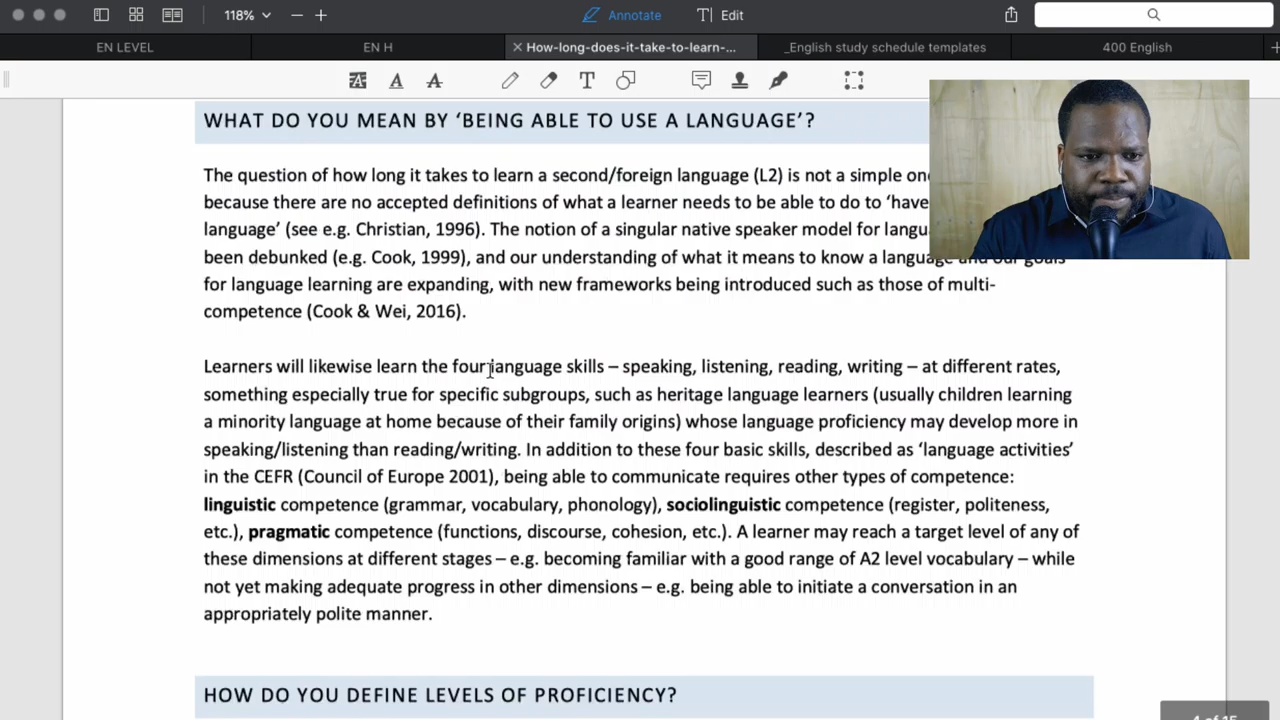 118%
Annotate
T Edit
EN LEVEL
EN H
How-long-does-it-take-to-learn-...
_English study schedule templates
400 English
WHAT DO YOU MEAN BY ‘BEING ABLE TO USE A LANGUAGE’?
The question of how long it takes to learn a second/foreign language (L2) is not a simple
because there are no accepted definitions of what a learner needs to be able to do to ‘have
language’ (see e.g. Christian, 1996). The notion of a singular native speaker model for
been debunked (e.g. Cook, 1999), and our understanding of what it means to know a language and our goals
for language learning are expanding, with new frameworks being introduced such as those of multi-
competence (Cook & Wei, 2016).
Learners will likewise learn the four language skills – speaking, listening, reading, writing – at different rates,
something especially true for specific subgroups, such as heritage language learners (usually children learning
a minority language at home because of their family origins) whose language proficiency may develop more in
speaking/listening than reading/writing. In addition to these four basic skills, described as ‘language activities’
in the CEFR (Council of Europe 2001), being able to communicate requires other types of competence:
linguistic competence (grammar, vocabulary, phonology), sociolinguistic competence (register, politeness,
etc.), pragmatic competence (functions, discourse, cohesion, etc.). A learner may reach a target level of any of
these dimensions at different stages – e.g. becoming familiar with a good range of A2 level vocabulary – while
not yet making adequate progress in other dimensions – e.g. being able to initiate a conversation in an
appropriately polite manner.
HOW DO YOU DEFINE LEVELS OF PROFICIENCY?
4 of 15